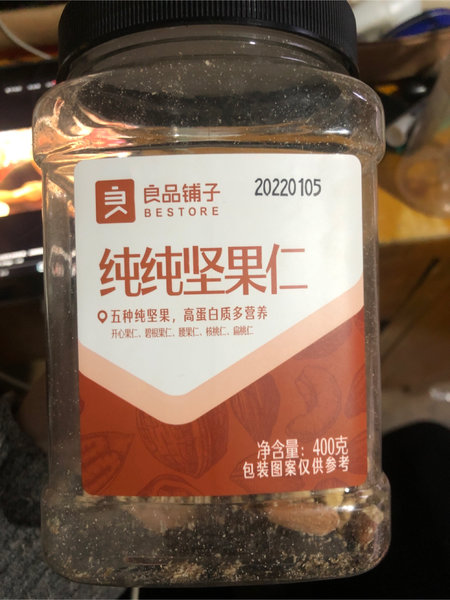 良品铺子
BESTORE
20220105
纯纯坚果仁
五种纯坚果，高蛋白质多营养
开心果仁、碧根果仁、腰果仁、核桃仁、扁桃仁
净含量：400克
包装图案仅供参考